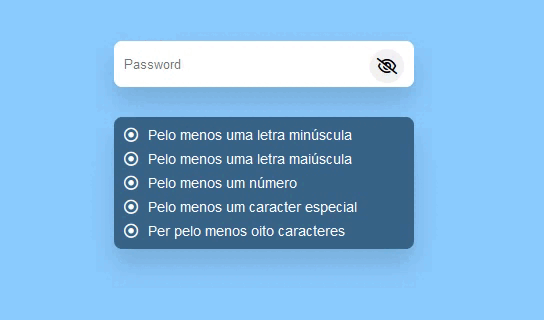 Password
Pelo menos uma letra minúscula
Pelo menos uma letra maiúscula
Pelo menos um número
Pelo menos um caracter especial
Per pelo menos oito caracteres